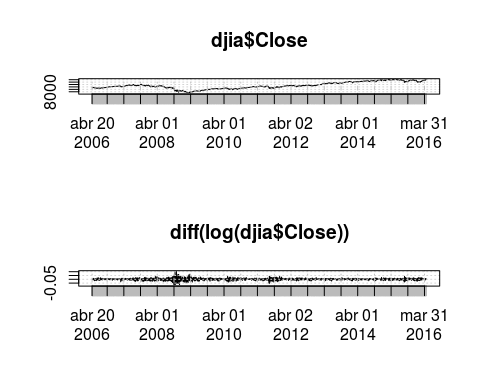 djia$Close
8000
abr 20 abr 01 abr 01 abr 02 abr 01 mar 31
2006 2008 2010 2012 2014 2016
diff(log(djia$Close))
-0.05
abr 20 abr 01 abr 01 abr 02 abr 01 mar 31
2006 2008 2010 2012 2014 2016